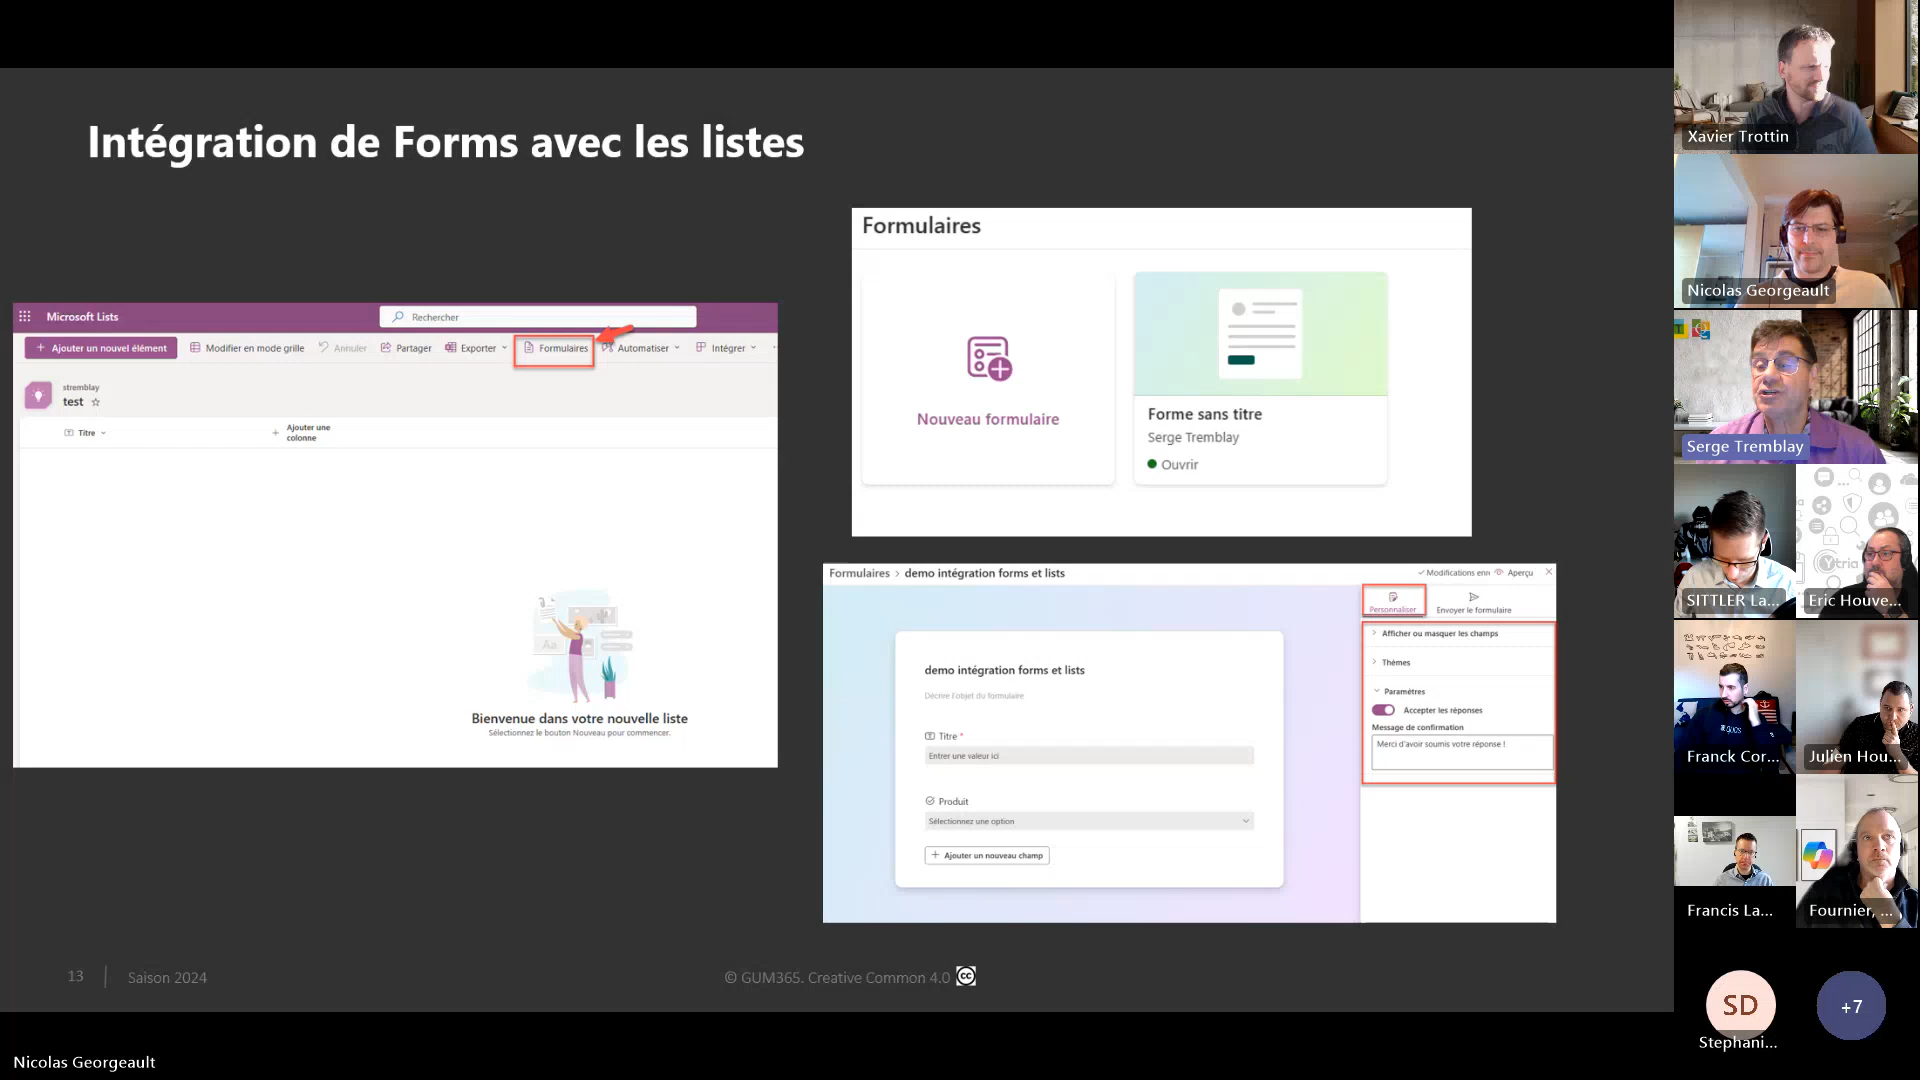 Intégration de Forms avec les listes
Microsoft Lists
Rechercher
Ajouter un nouvel élément
Modifier en mode grille
Annuler
Partager
Exporter
Formulaires
Automatiser
Intégrer
stremblay
test
Titre
Ajouter une
colonne
Bienvenue dans votre nouvelle liste
Sélectionnez le bouton Nouveau pour commencer.
Formulaires
Nouveau formulaire
Forme sans titre
Serge Tremblay
Ouvrir
Formulaires > demo intégration forms et lists
Modifications enre
Aperçu
Personnaliser
Envoyer le formulaire
demo intégration forms et lists
Décrire l'objet du formulaire
Titre *
Entrer une valeur ici
Produit
Sélectionnez une option
Ajouter un nouveau champ
Afficher ou masquer les champs
Thèmes
Paramètres
Accepter les réponses
Message de confirmation
Merci d'avoir soumis votre réponse !
13
Saison 2024
© GUM365. Creative Common 4.0
cc
Nicolas Georgeault
Xavier Trottin
Nicolas Georgeault
Serge Tremblay
SITTLER La...
Eric Houve...
Ytria
Franck Cor...
Julien Hou...
Francis La...
Fournier, ...
SD
Stephani...
+7